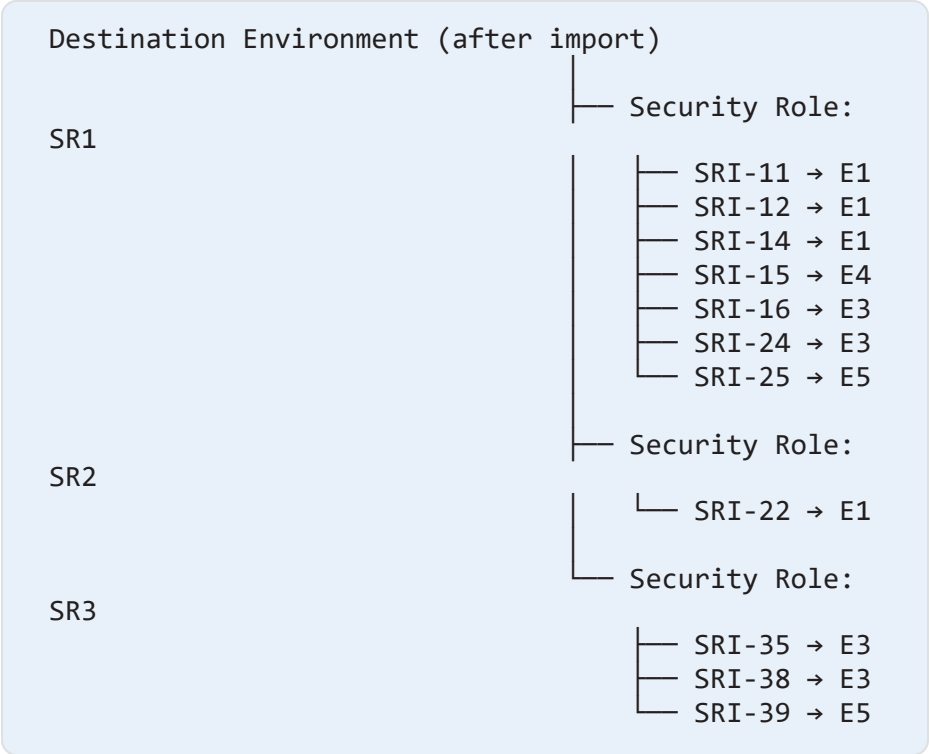 Destination Environment (after import)
│
├── Security Role:
SR1
│   ├── SRI-11 → E1
│   ├── SRI-12 → E1
│   ├── SRI-14 → E1
│   ├── SRI-15 → E4
│   ├── SRI-16 → E3
│   ├── SRI-24 → E3
│   └── SRI-25 → E5
│
├── Security Role:
SR2
│   └── SRI-22 → E1
│
└── Security Role:
SR3
├── SRI-35 → E3
├── SRI-38 → E3
└── SRI-39 → E5